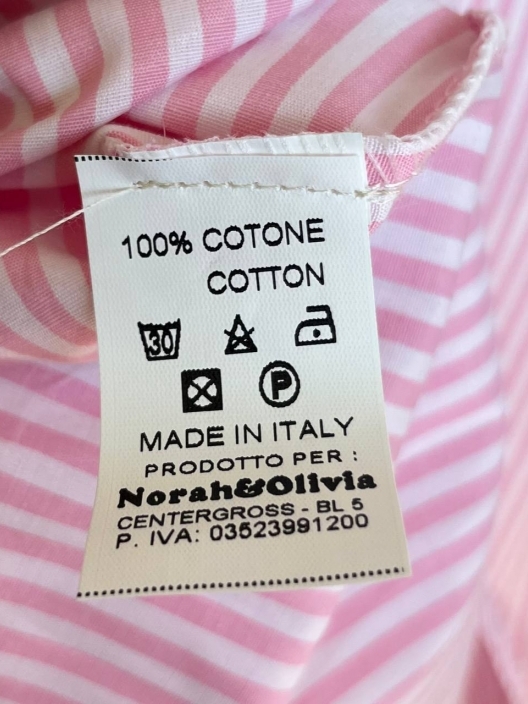 100% COTONE
COTTON
30
P
MADE IN ITALY
PRODOTTO PER :
Norah&Olivia
CENTERGROSS - BL 5
P. IVA: 03523991200